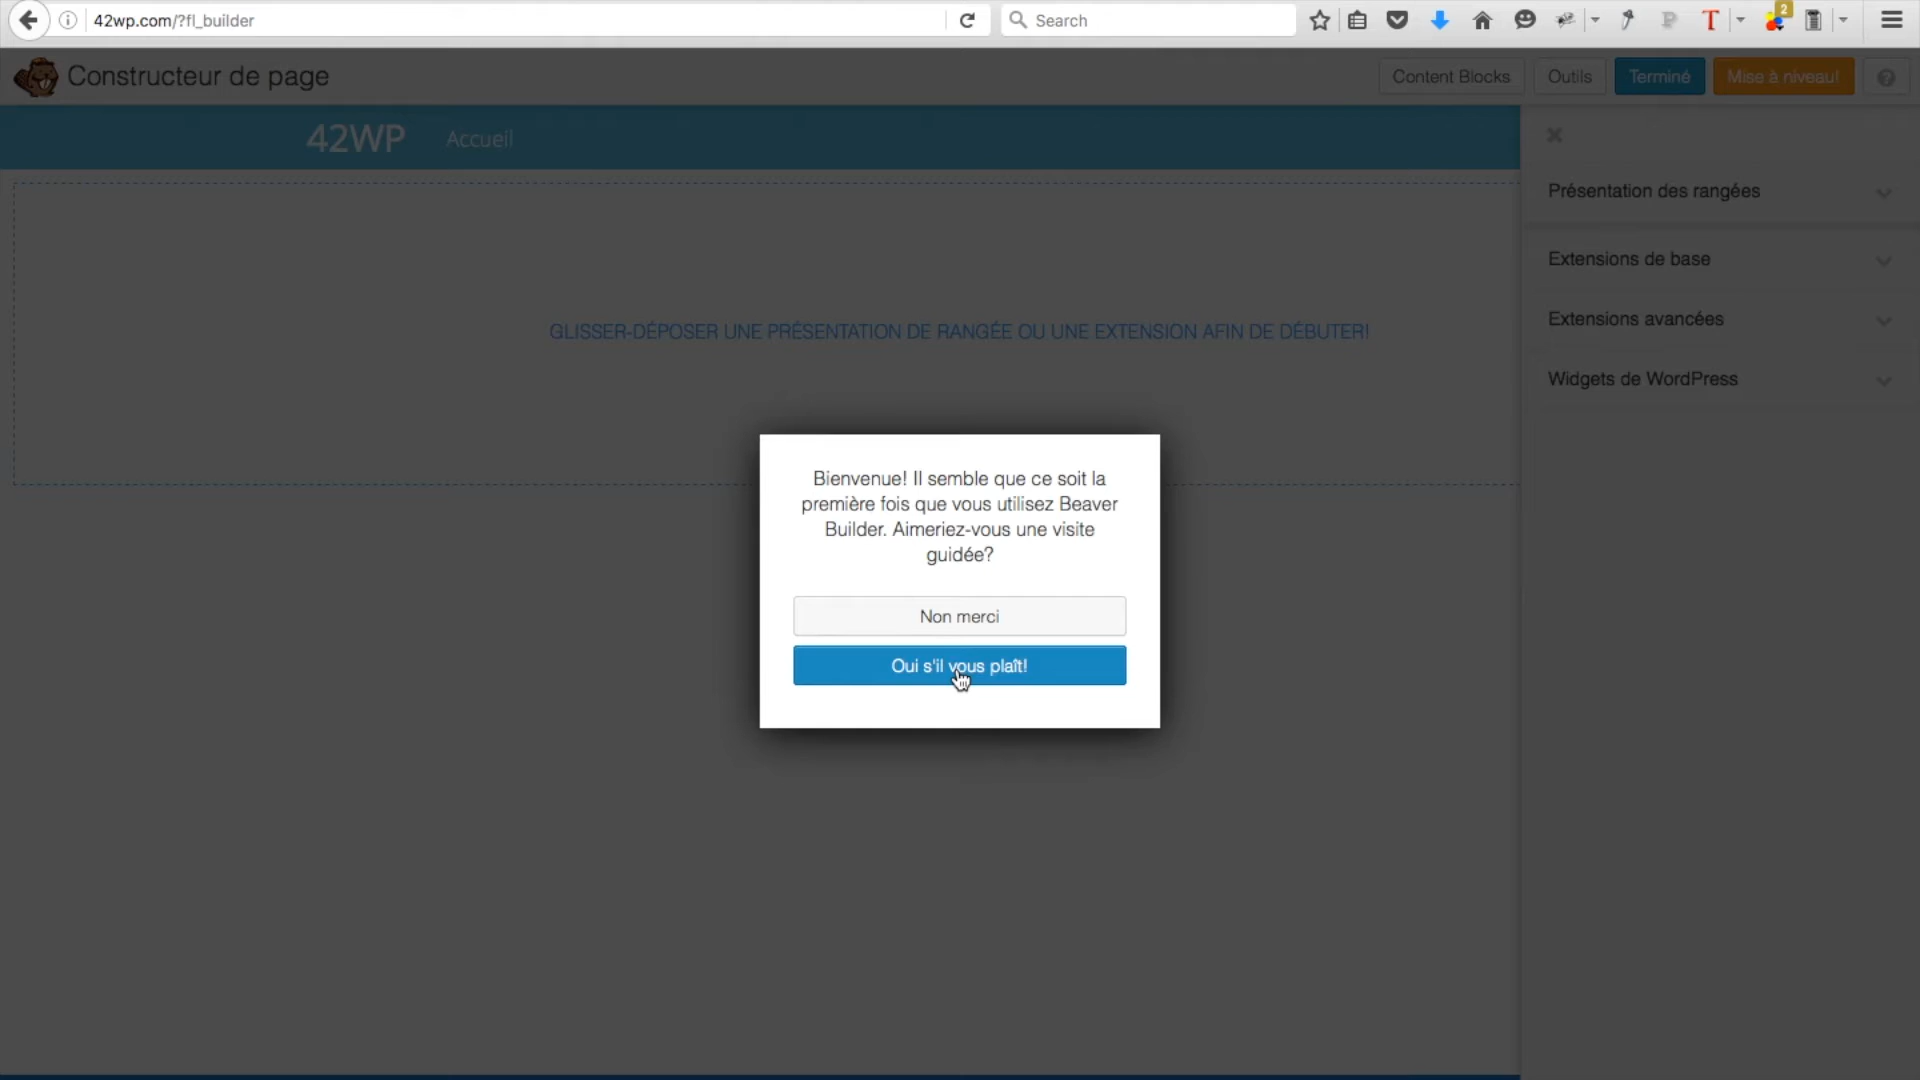 42wp.com/?fl_builder
Search
2
Constructeur de page
Content Blocks
Outils
Terminé
Mise à niveau!
42WP
Accueil
Présentation des rangées
Extensions de base
Extensions avancées
Widgets de WordPress
GLISSER-DÉPOSER UNE PRÉSENTATION DE RANGÉE OU UNE EXTENSION AFIN DE DÉBUTER!
Bienvenue! Il semble que ce soit la
première fois que vous utilisez Beaver
Builder. Aimeriez-vous une visite
guidée?
Non merci
Oui s'il vous plaît!